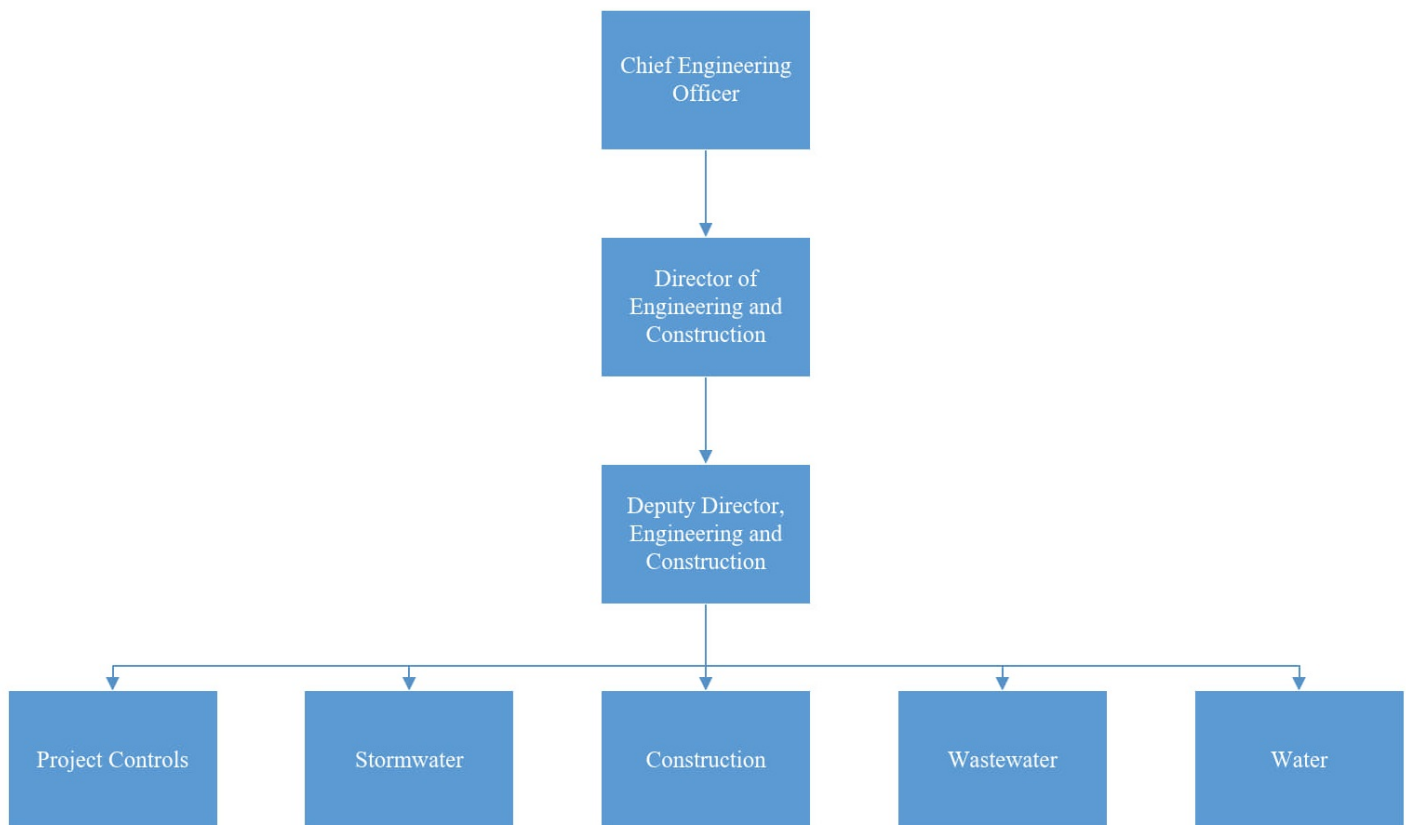 Chief Engineering
Officer
Director of
Engineering and
Construction
Deputy Director,
Engineering and
Construction
Project Controls
Stormwater
Construction
Wastewater
Water